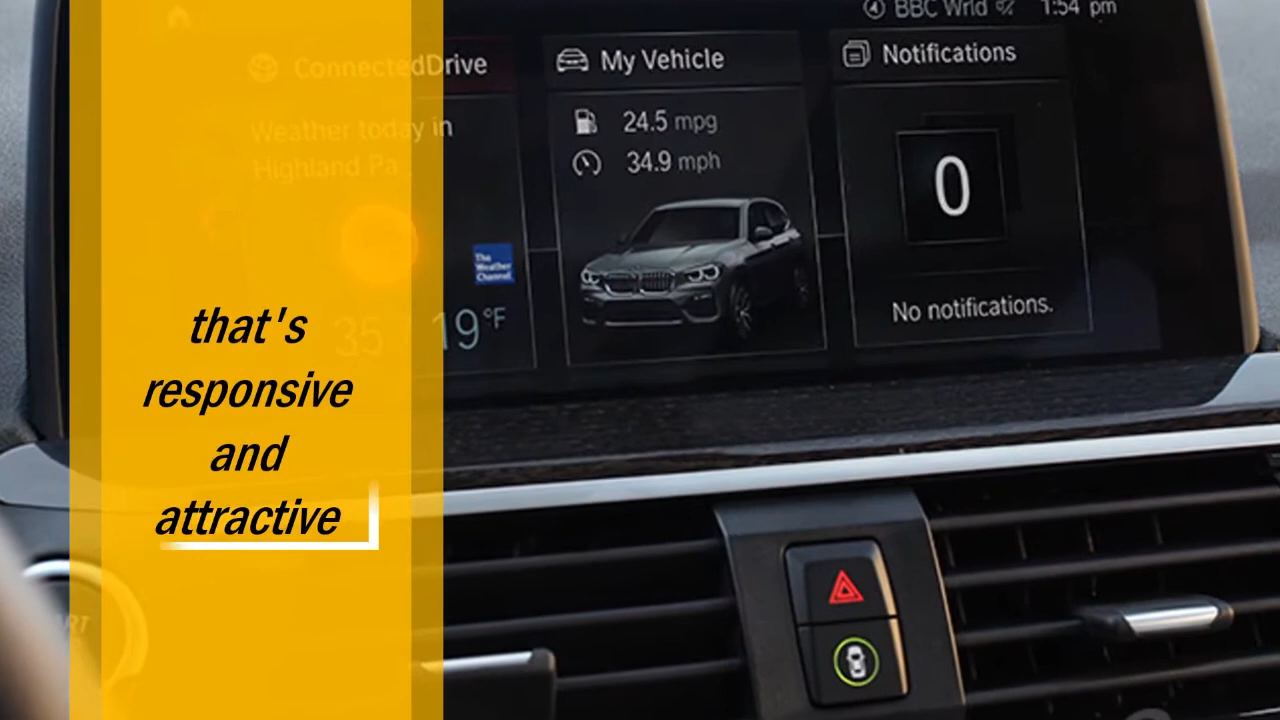 BBC Wrld 1:54 pm
ConnectedDrive
My Vehicle
Notifications
Weather today in
Highland Pa..
24.5 mpg
34.9 mph
0
The
Weather
Channel
35 / 19°F
No notifications.
that's
responsive
and
attractive